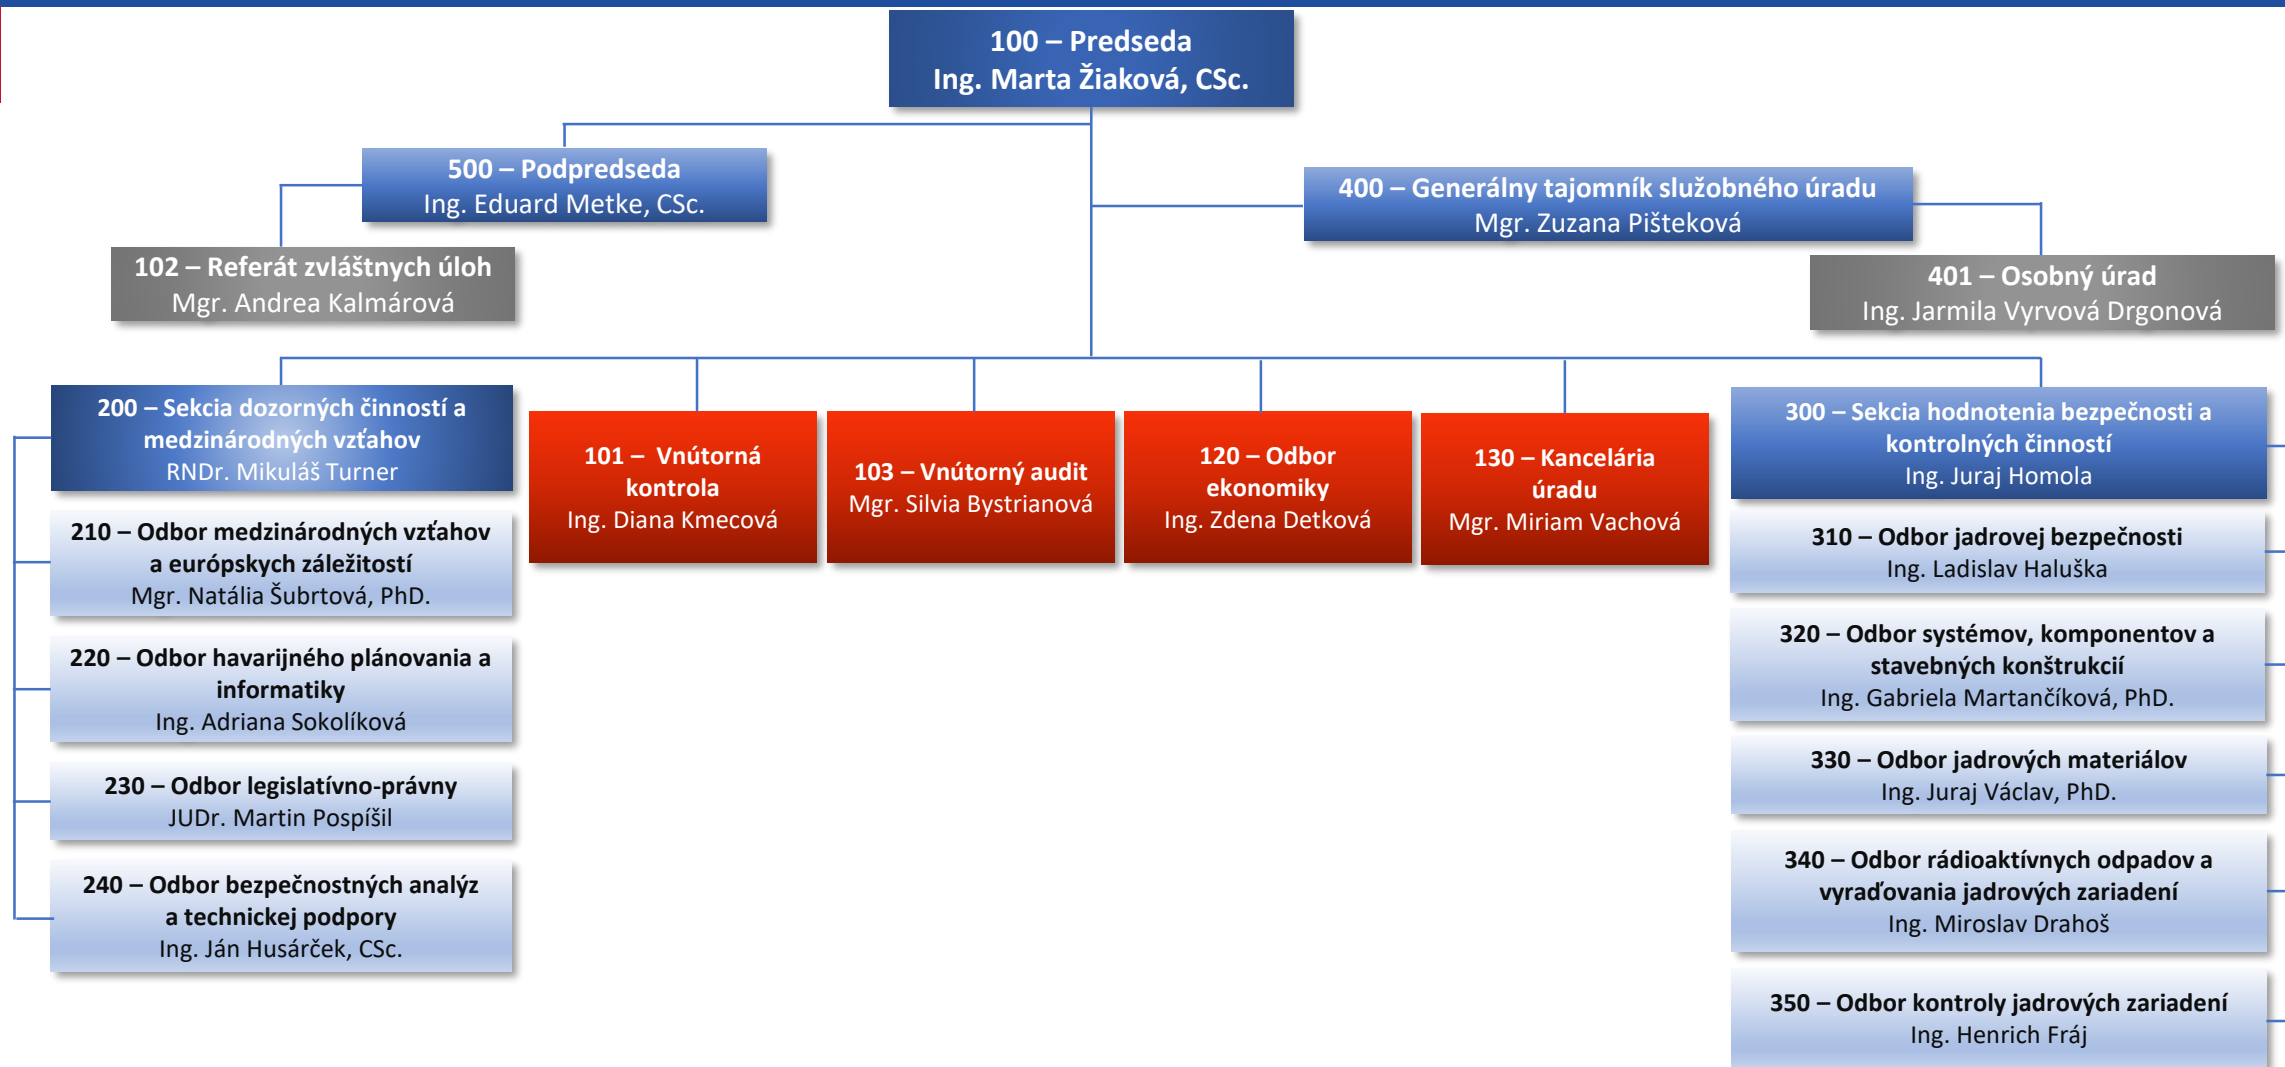 100 – Predseda
Ing. Marta Žiaková, CSc.
500 – Podpredseda
Ing. Eduard Metke, CSc.
400 – Generálny tajomník služobného úradu
Mgr. Zuzana Pišteková
102 – Referát zvláštnych úloh
Mgr. Andrea Kalmárová
401 – Osobný úrad
Ing. Jarmila Vyrvová Drgonová
200 – Sekcia dozorných činností a
medzinárodných vzťahov
RNDr. Mikuláš Turner
101 – Vnútorná
kontrola
Ing. Diana Kmecová
103 – Vnútorný audit
Mgr. Silvia Bystrianová
120 – Odbor
ekonomiky
Ing. Zdena Detková
130 – Kancelária
úradu
Mgr. Miriam Vachová
300 – Sekcia hodnotenia bezpečnosti a
kontrolných činností
Ing. Juraj Homola
210 – Odbor medzinárodných vzťahov
a európskych záležitostí
Mgr. Natália Šubrtová, PhD.
220 – Odbor havarijného plánovania a
informatiky
Ing. Adriana Sokolíková
230 – Odbor legislatívno-právny
JUDr. Martin Pospíšil
240 – Odbor bezpečnostných analýz
a technickej podpory
Ing. Ján Husárček, CSc.
310 – Odbor jadrovej bezpečnosti
Ing. Ladislav Haluška
320 – Odbor systémov, komponentov a
stavebných konštrukcií
Ing. Gabriela Martančíková, PhD.
330 – Odbor jadrových materiálov
Ing. Juraj Václav, PhD.
340 – Odbor rádioaktívnych odpadov a
vyraďovania jadrových zariadení
Ing. Miroslav Drahoš
350 – Odbor kontroly jadrových zariadení
Ing. Henrich Fráj